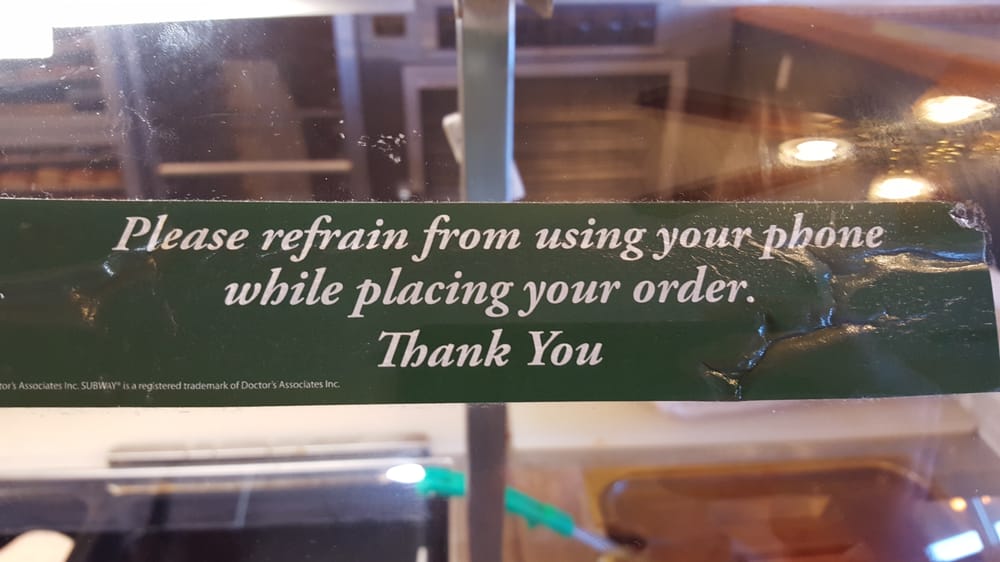 Please refrain from using your phone
while placing your order.
Thank You
tor's Associates Inc. SUBWAY® is a registered trademark of Doctor's Associates Inc.